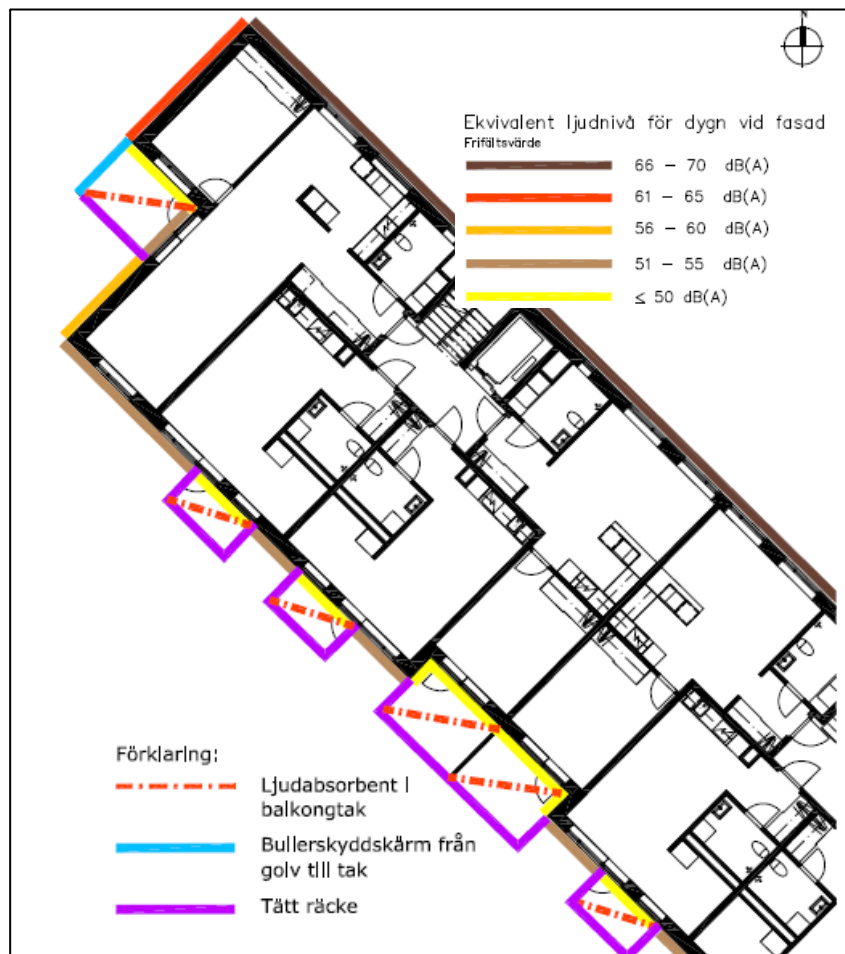 N
Ekvivalent ljudnivå för dygn vid fasad
Frifältsvärde
66 – 70 dB(A)
61 – 65 dB(A)
56 – 60 dB(A)
51 – 55 dB(A)
≤ 50 dB(A)
Förklaring:
Ljudabsorbent i
balkongtak
Bullerskyddskärm från
golv till tak
Tätt räcke